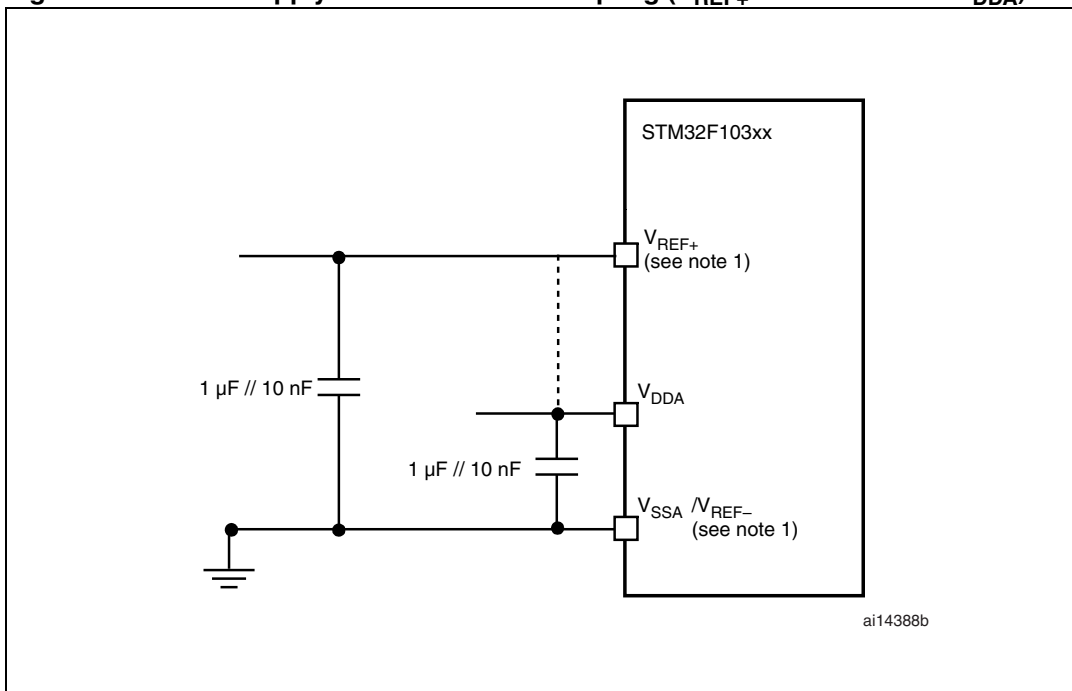 STM32F103xx
VREF+
(see note 1)
1 µF // 10 nF
VDDA
1 µF // 10 nF
VSSA /VREF–
(see note 1)
ai14388b